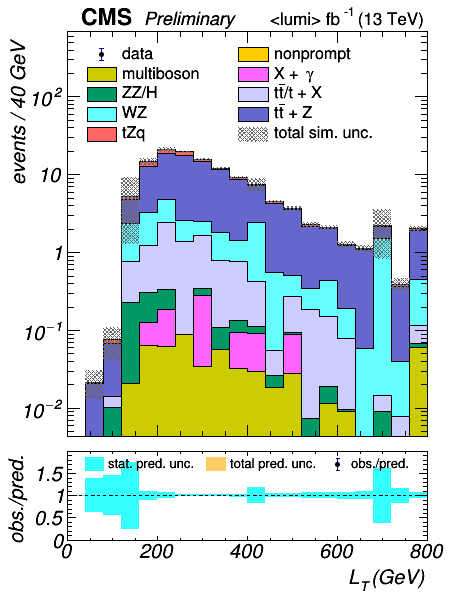 CMS Preliminary <lumi> fb⁻¹ (13 TeV)
events / 40 GeV
data
nonprompt
multiboson
X + γ
ZZ/H
tt̄/t + X
WZ
tt̄ + Z
tZq
total sim. unc.
10²
10
1
10⁻¹
10⁻²
obs./pred.
stat. pred. unc.
total pred. unc.
obs./pred.
1.5
1
0.5
0
0 200 400 600 800
L_T (GeV)